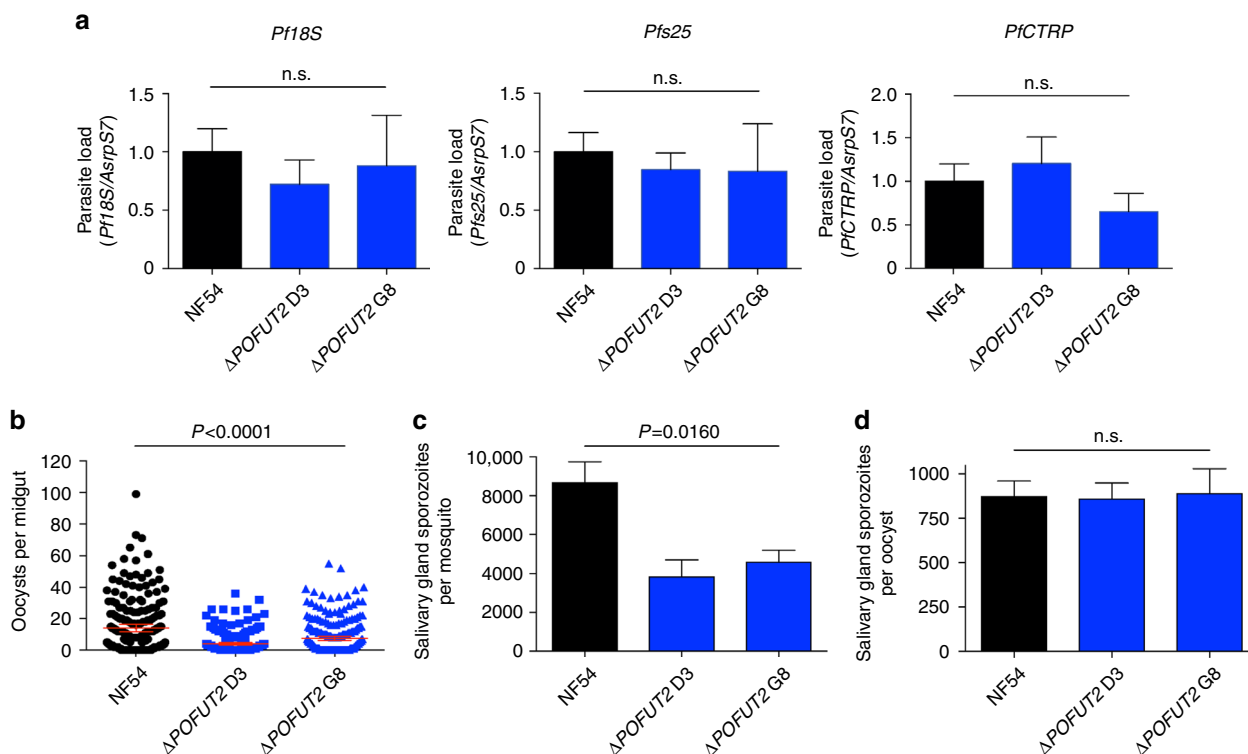 a
Pf18S
Pfs25
PfCTRP
n.s.
n.s.
n.s.
Parasite load
(Pf18S/AsrpS7)
1.5
1.0
0.5
0
NF54
ΔPOFUT2 D3
ΔPOFUT2 G8
Parasite load
(Pfs25/AsrpS7)
1.5
1.0
0.5
0
NF54
ΔPOFUT2 D3
ΔPOFUT2 G8
Parasite load
(PfCTRP/AsrpS7)
2.0
1.5
1.0
0.5
0
NF54
ΔPOFUT2 D3
ΔPOFUT2 G8
b
P<0.0001
Oocysts per midgut
120
100
80
60
40
20
0
NF54
ΔPOFUT2 D3
ΔPOFUT2 G8
c
P=0.0160
Salivary gland sporozoites
per mosquito
10,000
8000
6000
4000
2000
0
NF54
ΔPOFUT2 D3
ΔPOFUT2 G8
d
n.s.
Salivary gland sporozoites
per oocyst
1000
750
500
250
0
NF54
ΔPOFUT2 D3
ΔPOFUT2 G8